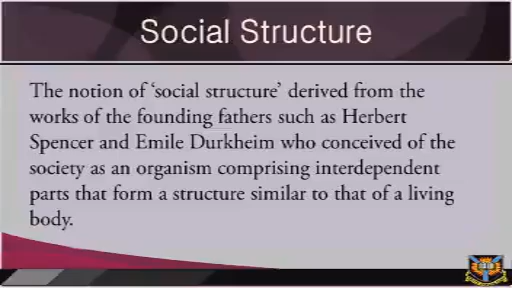 Social Structure
The notion of ‘social structure’ derived from the
works of the founding fathers such as Herbert
Spencer and Emile Durkheim who conceived of the
society as an organism comprising interdependent
parts that form a structure similar to that of a living
body.